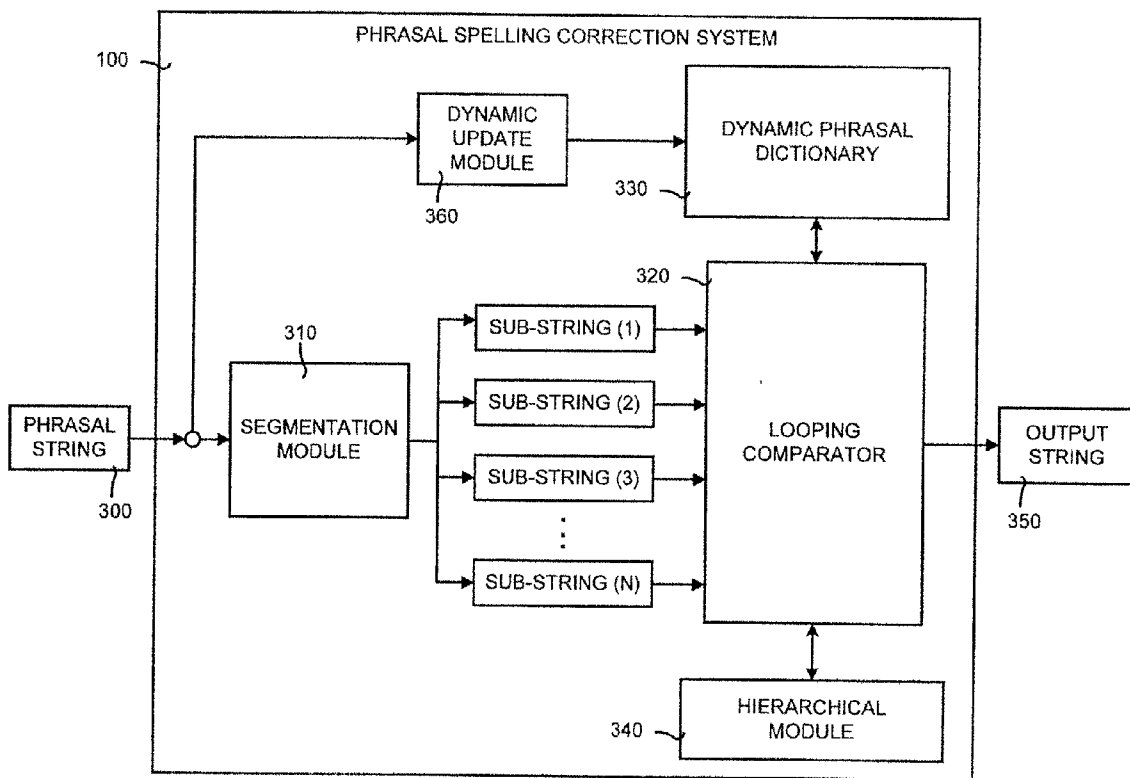 PHRASAL SPELLING CORRECTION SYSTEM
100
DYNAMIC
UPDATE
MODULE
360
DYNAMIC PHRASAL
DICTIONARY
330
320
310
SUB-STRING (1)
SUB-STRING (2)
SUB-STRING (3)
SUB-STRING (N)
PHRASAL
STRING
300
SEGMENTATION
MODULE
LOOPING
COMPARATOR
OUTPUT
STRING
350
HIERARCHICAL
MODULE
340